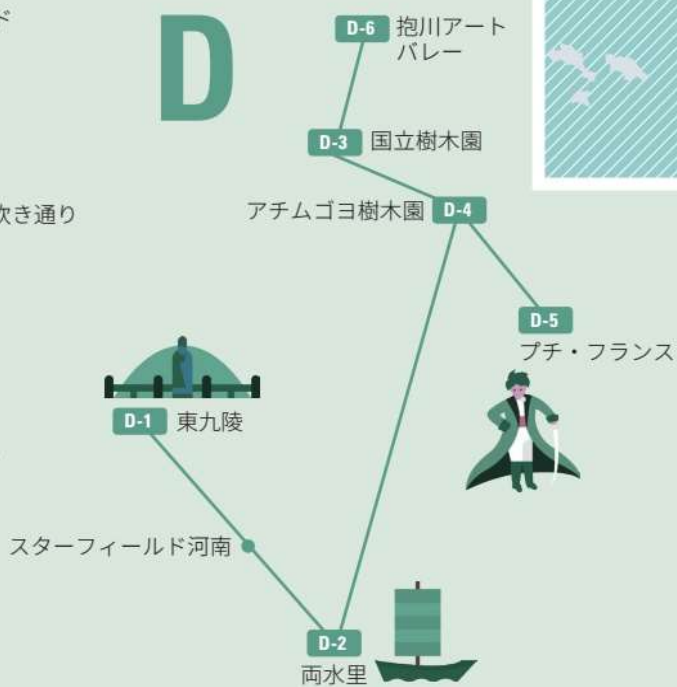 ド
D
D-6 抱川アート
バレー
D-3 国立樹木園
吹き通り
アチムゴヨ樹木園 D-4
D-5
プチ・フランス
D-1 東九陵
スターフィールド河南
D-2
両水里